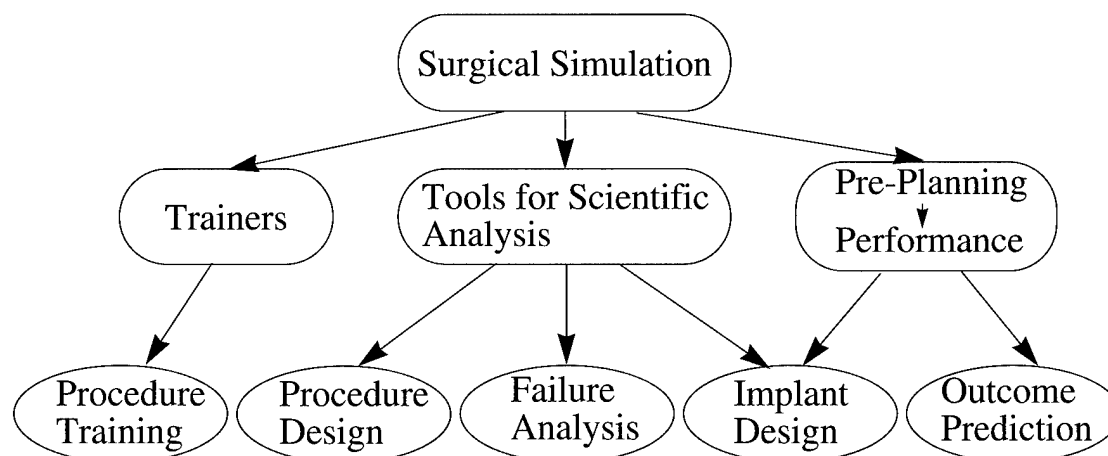 Surgical Simulation
Trainers
Tools for Scientific
Analysis
Pre-Planning
Performance
Procedure
Training
Procedure
Design
Failure
Analysis
Implant
Design
Outcome
Prediction